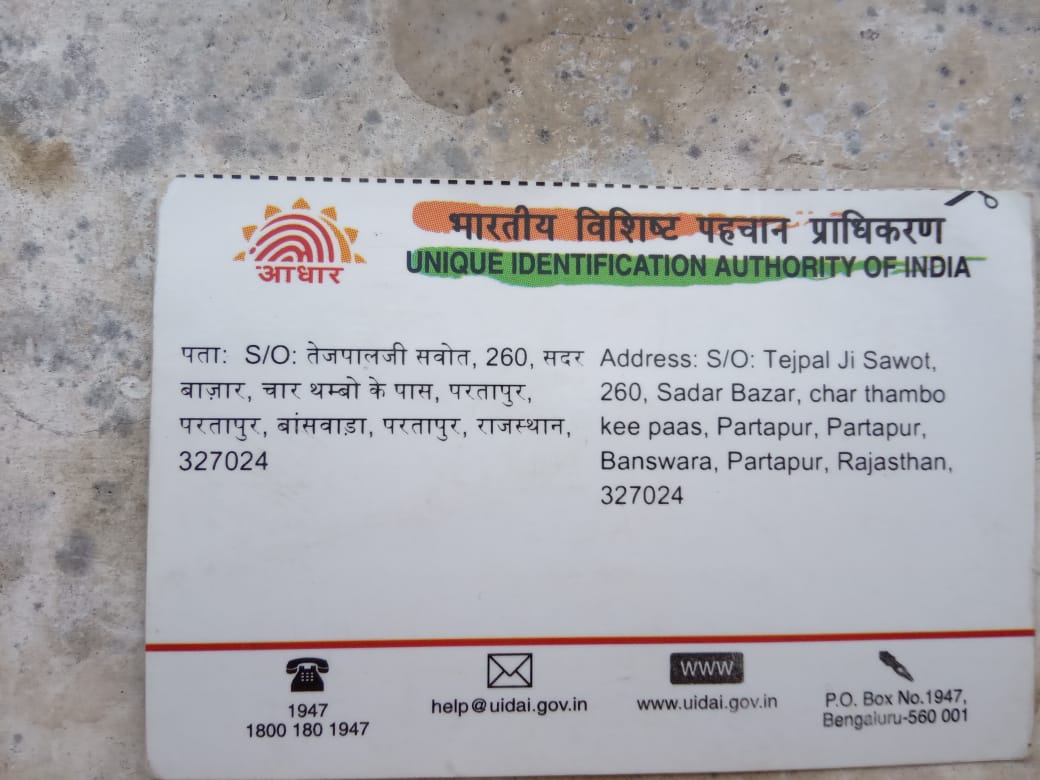 आधार
भारतीय विशिष्ट पहचान प्राधिकरण
UNIQUE IDENTIFICATION AUTHORITY OF INDIA
पता: S/O: तेजपालजी सवोत, 260, सदर
बाज़ार, चार थम्बो के पास, परतापुर,
परतापुर, बांसवाड़ा, परतापुर, राजस्थान,
327024
Address: S/O: Tejpal Ji Sawot,
260, Sadar Bazar, char thambo
kee paas, Partapur, Partapur,
Banswara, Partapur, Rajasthan,
327024
1947
1800 180 1947
help@uidai.gov.in
WWW
www.uidai.gov.in
P.O. Box No.1947,
Bengaluru-560 001